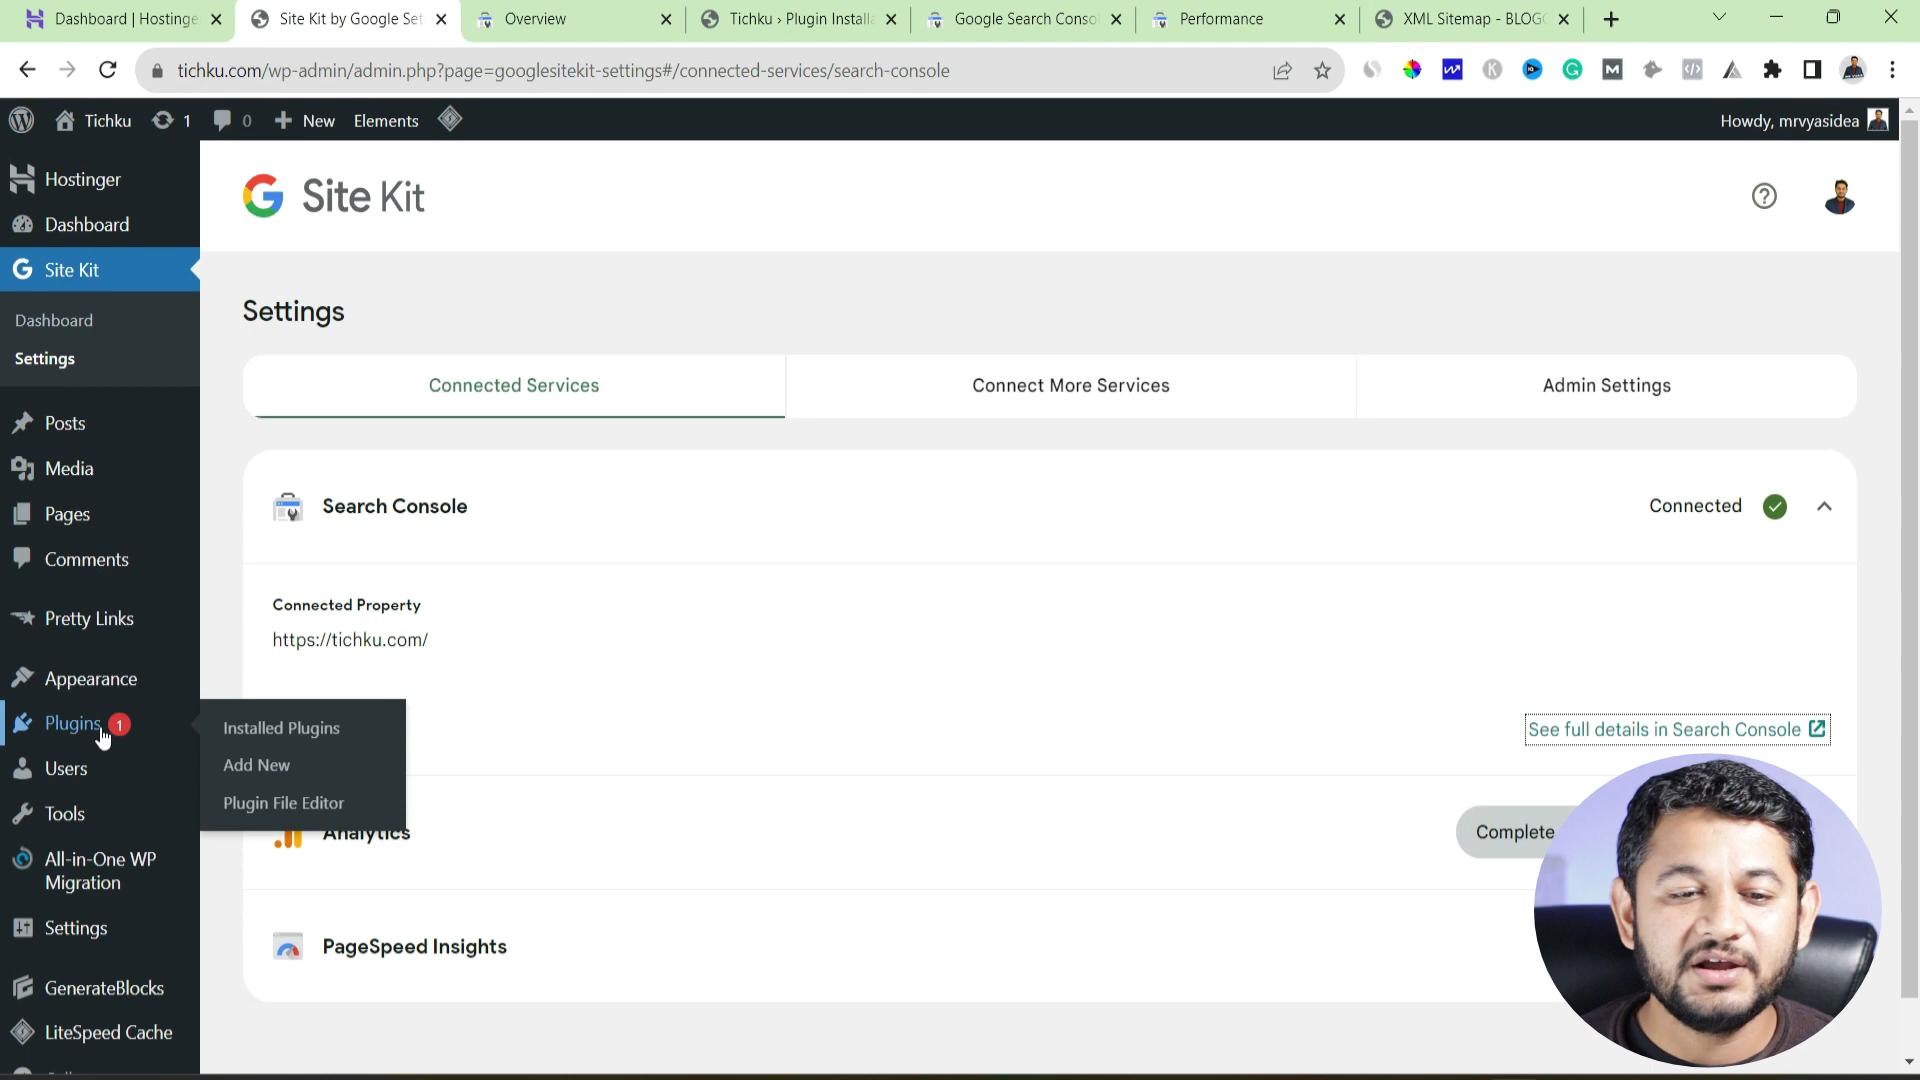 Dashboard | Hostinge
Site Kit by Google Set
Overview
Tichku › Plugin Installa
Google Search Conso
Performance
XML Sitemap - BLOGG
tichku.com/wp-admin/admin.php?page=googlesitekit-settings#/connected-services/search-console
Tichku
1
0
New
Elements
Howdy, mrvyasidea
Hostinger
Dashboard
Site Kit
Dashboard
Settings
Posts
Media
Pages
Comments
Pretty Links
Appearance
Plugins 1
Users
Tools
All-in-One WP
Migration
Settings
GenerateBlocks
LiteSpeed Cache
Installed Plugins
Add New
Plugin File Editor
Site Kit
Settings
Connected Services
Connect More Services
Admin Settings
Search Console
Connected
Connected Property
https://tichku.com/
See full details in Search Console
Analytics
Complete
PageSpeed Insights